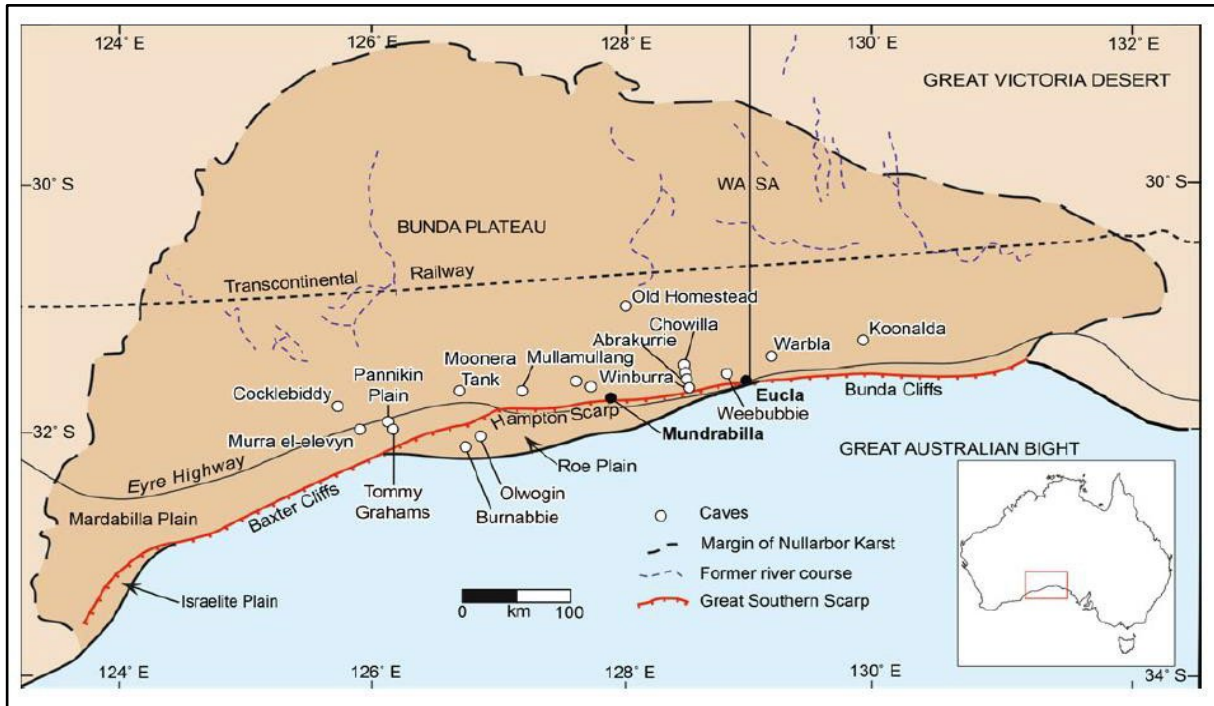 124° E
126° E
128° E
130° E
132° E
GREAT VICTORIA DESERT
30° S
WA SA
30° S
BUNDA PLATEAU
Transcontinental Railway
Old Homestead
Chowilla
Abrakurrie
Warbla
Koonalda
Moonera
Tank
Mullamullang
Winburra
Cocklebiddy
Pannikin
Plain
Eucla
Bunda Cliffs
Weebubbie
Hampton Scarp
Mundrabilla
32° S
Murra el-elevyn
32° S
Roe Plain
GREAT AUSTRALIAN BIGHT
Eyre Highway
Tommy
Grahams
Olwogin
Burnabbie
Mardabilla Plain
Baxter Cliffs
Caves
Margin of Nullarbor Karst
Former river course
Great Southern Scarp
Israelite Plain
0 km 100
124° E
126° E
128° E
130° E
34° S